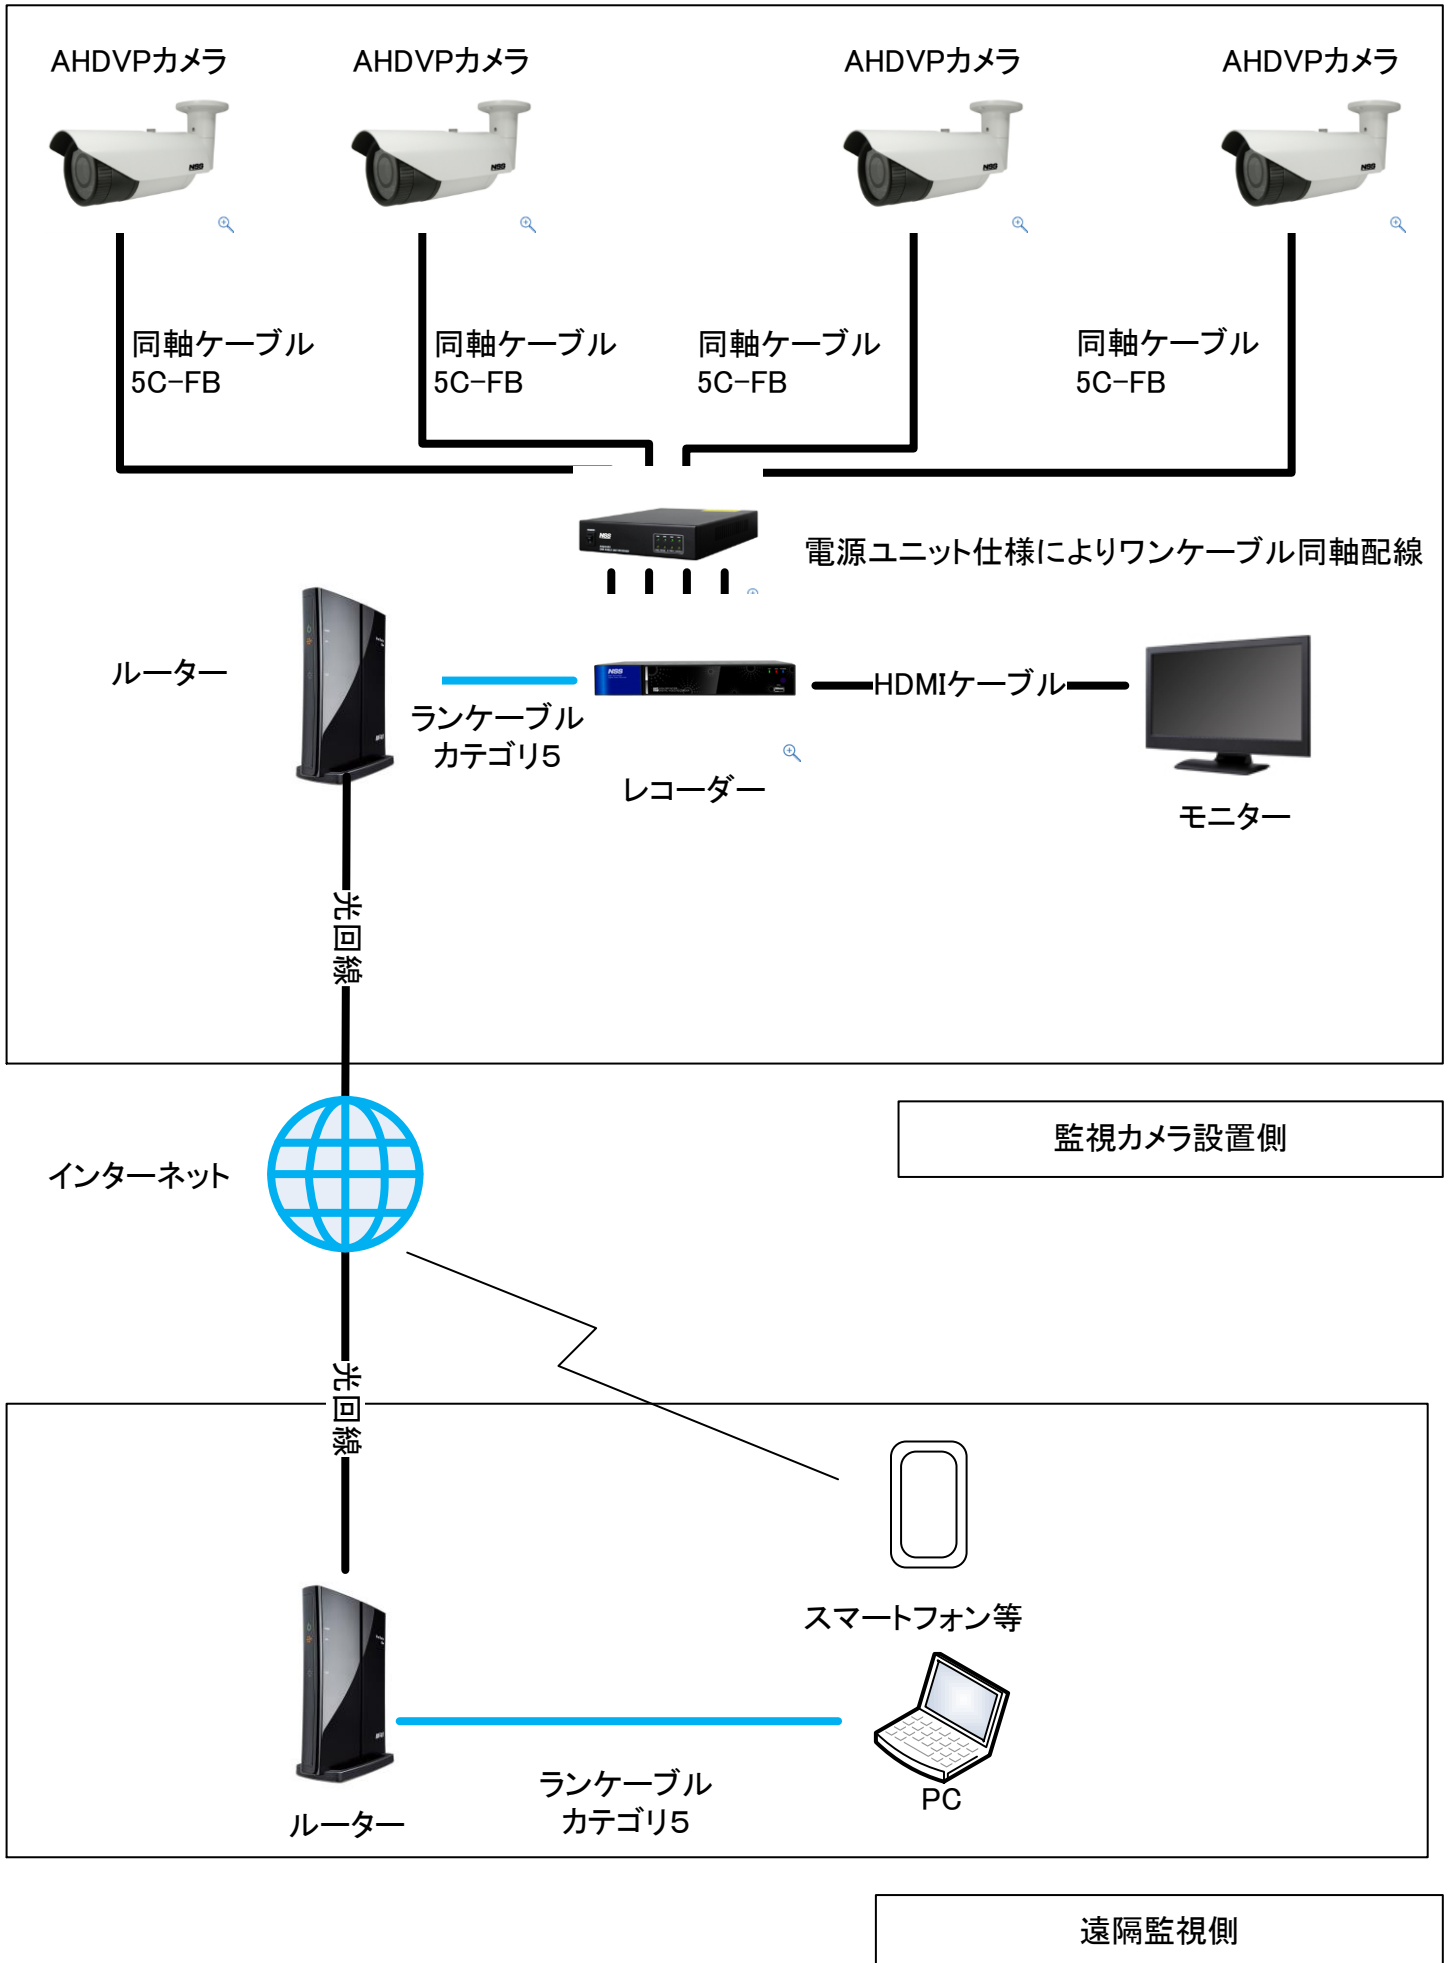 AHDVPカメラ
AHDVPカメラ
AHDVPカメラ
AHDVPカメラ
NSS
NSS
NSS
NSS
同軸ケーブル
5C-FB
同軸ケーブル
5C-FB
同軸ケーブル
5C-FB
同軸ケーブル
5C-FB
NSS
電源ユニット仕様によりワンケーブル同軸配線
ルーター
ランケーブル
カテゴリ5
NSS
レコーダー
HDMIケーブル
モニター
光回線
監視カメラ設置側
インターネット
光回線
スマートフォン等
ルーター
ランケーブル
カテゴリ5
PC
遠隔監視側